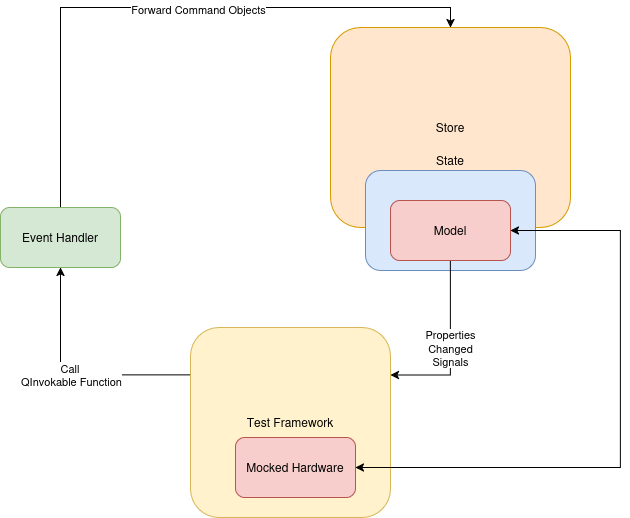 Forward Command Objects
Store
State
Model
Event Handler
Properties
Changed
Signals
Call
QInvokable Function
Test Framework
Mocked Hardware